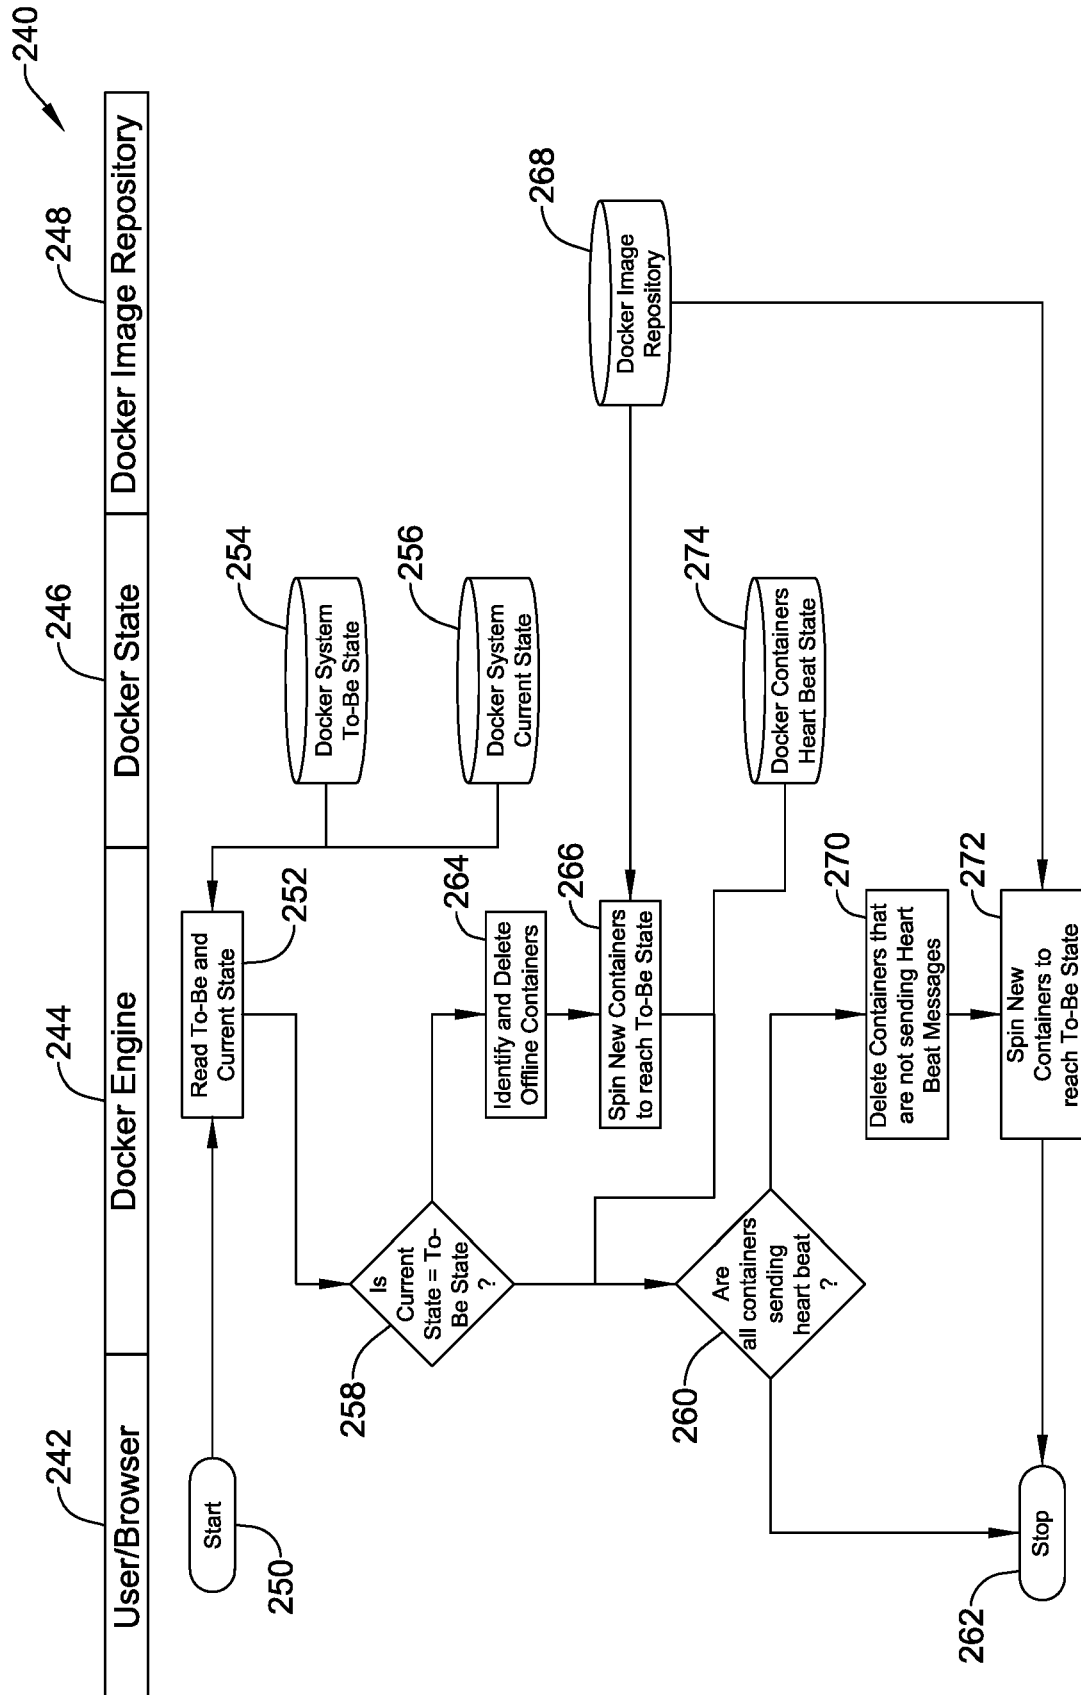 240
242
244
246
248
User/Browser
Docker Engine
Docker State
Docker Image Repository
Start
250
Read To-Be and
Current State
252
Docker System
To-Be State
254
Docker System
Current State
256
Is
Current
State = To-
Be State
?
258
Identify and Delete
Offline Containers
264
Spin New Containers
to reach To-Be State
266
Docker Image
Repository
268
Are
all containers
sending
heart beat
?
260
Docker Containers
Heart Beat State
274
Delete Containers that
are not sending Heart
Beat Messages
270
Spin New
Containers to
reach To-Be State
272
Stop
262